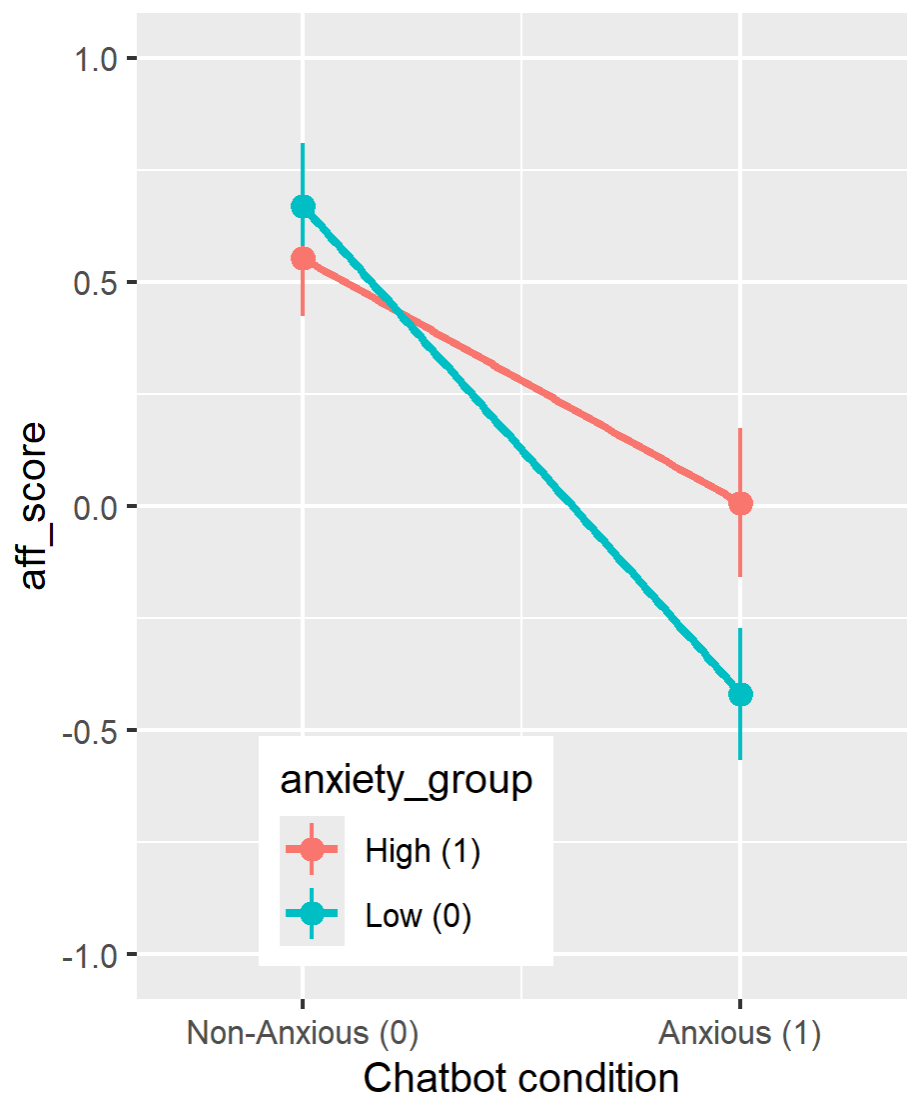 1.0
0.5
0.0
-0.5
-1.0
aff_score
anxiety_group
High (1)
Low (0)
Non-Anxious (0)
Anxious (1)
Chatbot condition